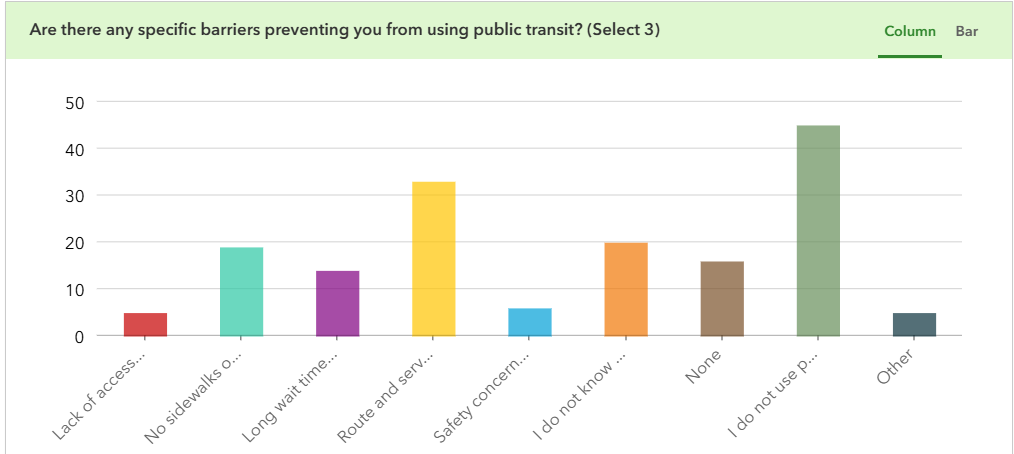 Are there any specific barriers preventing you from using public transit? (Select 3)
Column
Bar
50
40
30
20
10
0
Lack of access...
No sidewalks o...
Long wait time...
Route and serv...
Safety concern...
I do not know ...
None
I do not use p...
Other